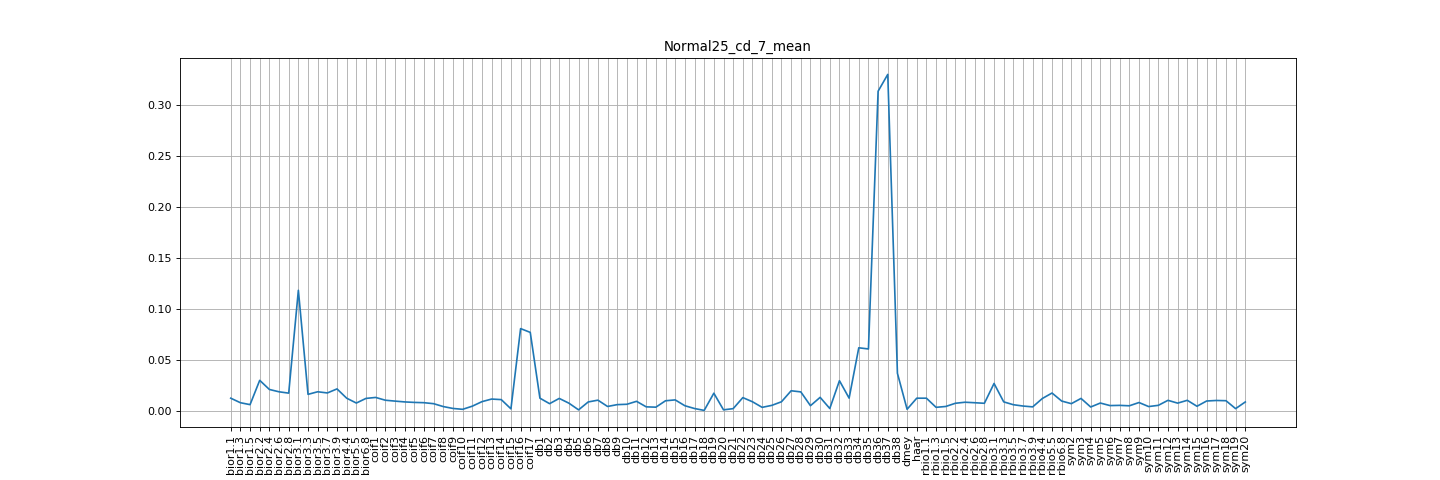 Normal25_cd_7_mean
0.30
0.25
0.20
0.15
0.10
0.05
0.00
bior1.1
bior1.3
bior1.5
bior2.2
bior2.4
bior2.6
bior2.8
bior3.1
bior3.3
bior3.5
bior3.7
bior3.9
bior4.4
bior5.5
bior6.8
coif1
coif2
coif3
coif4
coif5
coif6
coif7
coif8
coif9
coif10
coif11
coif12
coif13
coif14
coif15
coif16
coif17
db1
db2
db3
db4
db5
db6
db7
db8
db9
db10
db11
db12
db13
db14
db15
db16
db17
db18
db19
db20
db21
db22
db23
db24
db25
db26
db27
db28
db29
db30
db31
db32
db33
db34
db35
db36
db37
db38
dmey
haar
rbio1.1
rbio1.3
rbio1.5
rbio2.2
rbio2.4
rbio2.6
rbio2.8
rbio3.1
rbio3.3
rbio3.5
rbio3.7
rbio3.9
rbio4.4
rbio5.5
rbio6.8
sym2
sym3
sym4
sym5
sym6
sym7
sym8
sym9
sym10
sym11
sym12
sym13
sym14
sym15
sym16
sym17
sym18
sym19
sym20